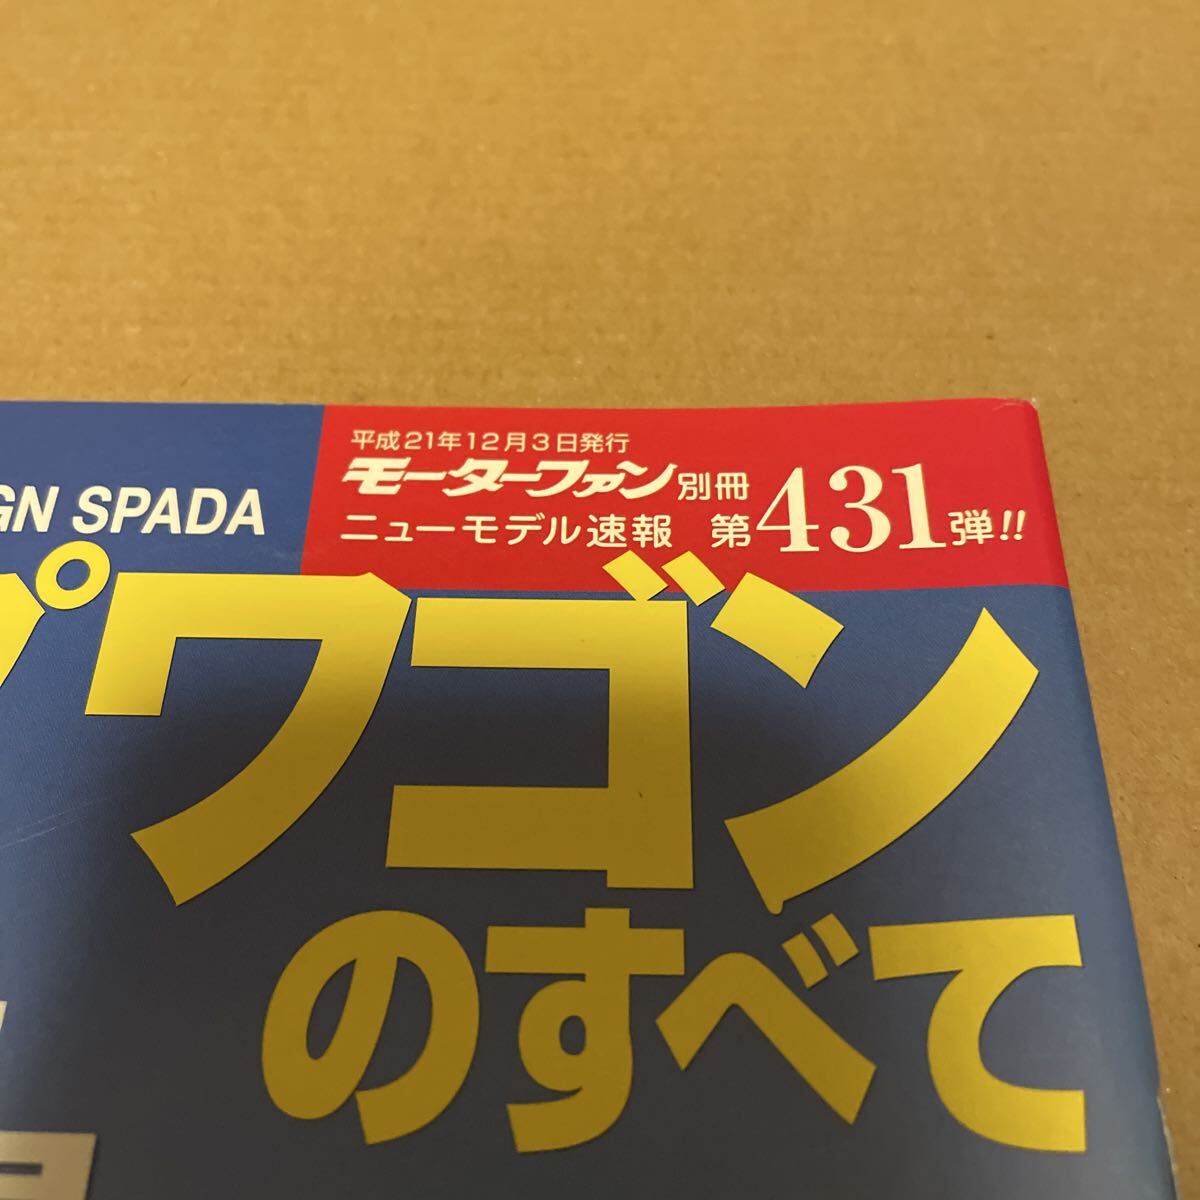 平成21年12月3日発行
モーターファン別冊
ニューモデル速報 第431弾!!
GN SPADA
プワゴン
のすべて